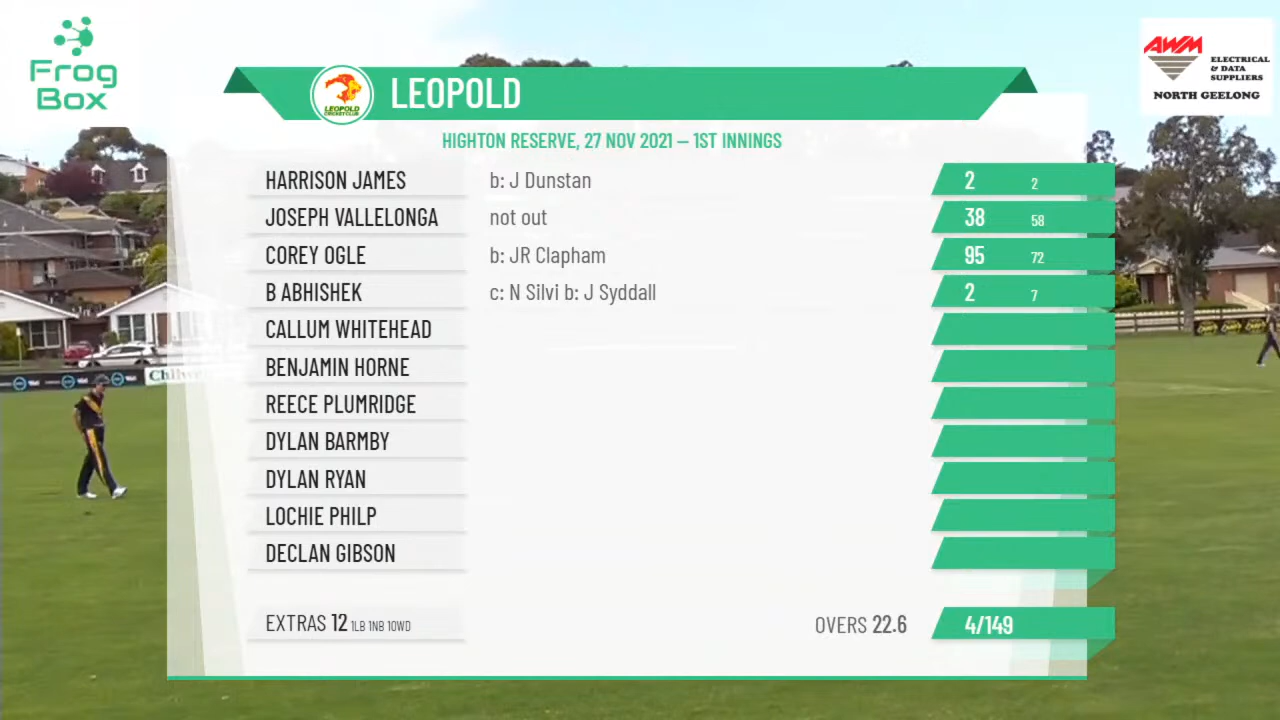 Frog
Box
AWM
ELECTRICAL
& DATA
SUPPLIERS
NORTH GEELONG
LEOPOLD
CRICKET CLUB
LEOPOLD
HIGHTON RESERVE, 27 NOV 2021 – 1ST INNINGS
HARRISON JAMES b: J Dunstan 2 2
JOSEPH VALLELONGA not out 38 58
COREY OGLE b: JR Clapham 95 72
B ABHISHEK c: N Silvi b: J Syddall 2 7
CALLUM WHITEHEAD
BENJAMIN HORNE
REECE PLUMRIDGE
DYLAN BARMBY
DYLAN RYAN
LOCHIE PHILP
DECLAN GIBSON
EXTRAS 12 1LB 1NB 10WD OVERS 22.6 4/149